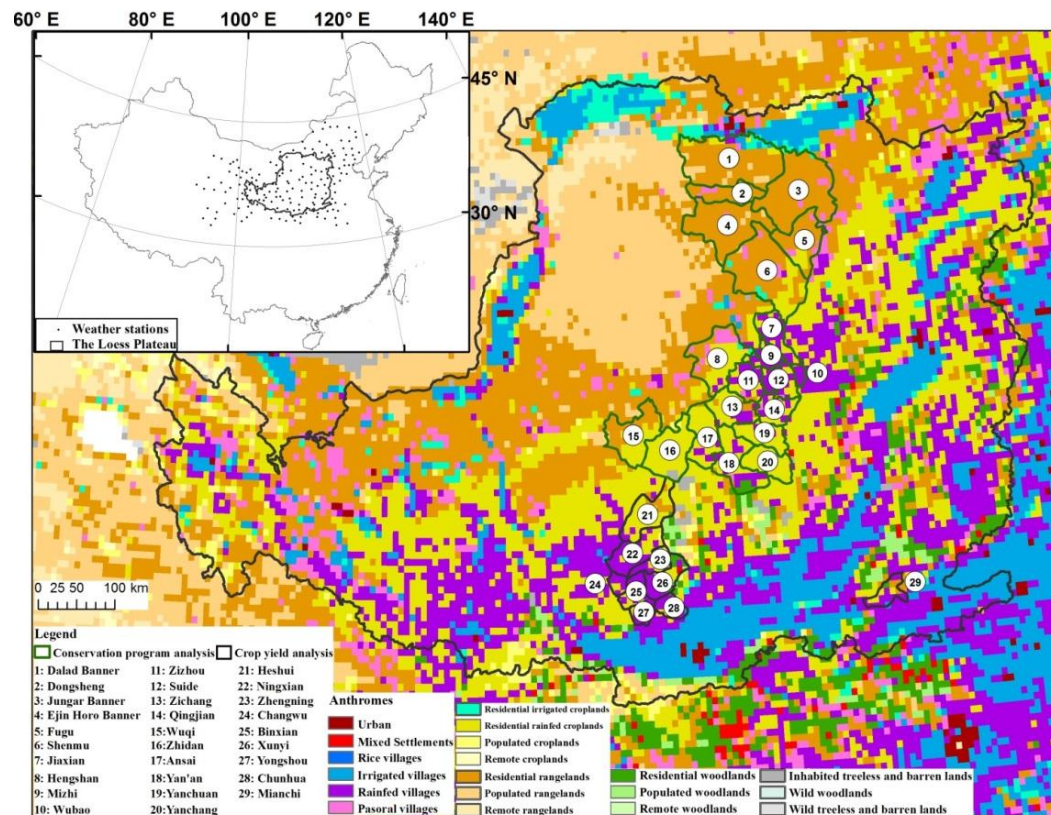 60° E
80° E
100° E
120° E
140° E
45° N
30° N
Weather stations
The Loess Plateau
1
2
3
4
5
6
7
8
9
10
11
12
13
14
15
16
17
18
19
20
21
22
23
24
25
26
27
28
29
0 25 50 100 km
Legend
Conservation program analysis
Crop yield analysis
1: Dalad Banner
2: Dongsheng
3: Jungar Banner
4: Ejin Horo Banner
5: Fugu
6: Shenmu
7: Jiaxian
8: Hengshan
9: Mizhi
10: Wubao
11: Zizhou
12: Suide
13: Zichang
14: Qingjian
15:Wuqi
16:Zhidan
17:Ansai
18:Yan'an
19:Yanchuan
20:Yanchang
21: Heshui
22: Ningxian
23: Zhengning
24: Changwu
25: Binxian
26: Xunyi
27: Yongshou
28: Chunhua
29: Mianchi
Anthromes
Urban
Mixed Settlements
Rice villages
Irrigated villages
Rainfed villages
Pasoral villages
Residential irrigated croplands
Residential rainfed croplands
Populated croplands
Remote croplands
Residential rangelands
Populated rangelands
Remote rangelands
Residential woodlands
Populated woodlands
Remote woodlands
Inhabited treeless and barren lands
Wild woodlands
Wild treeless and barren lands